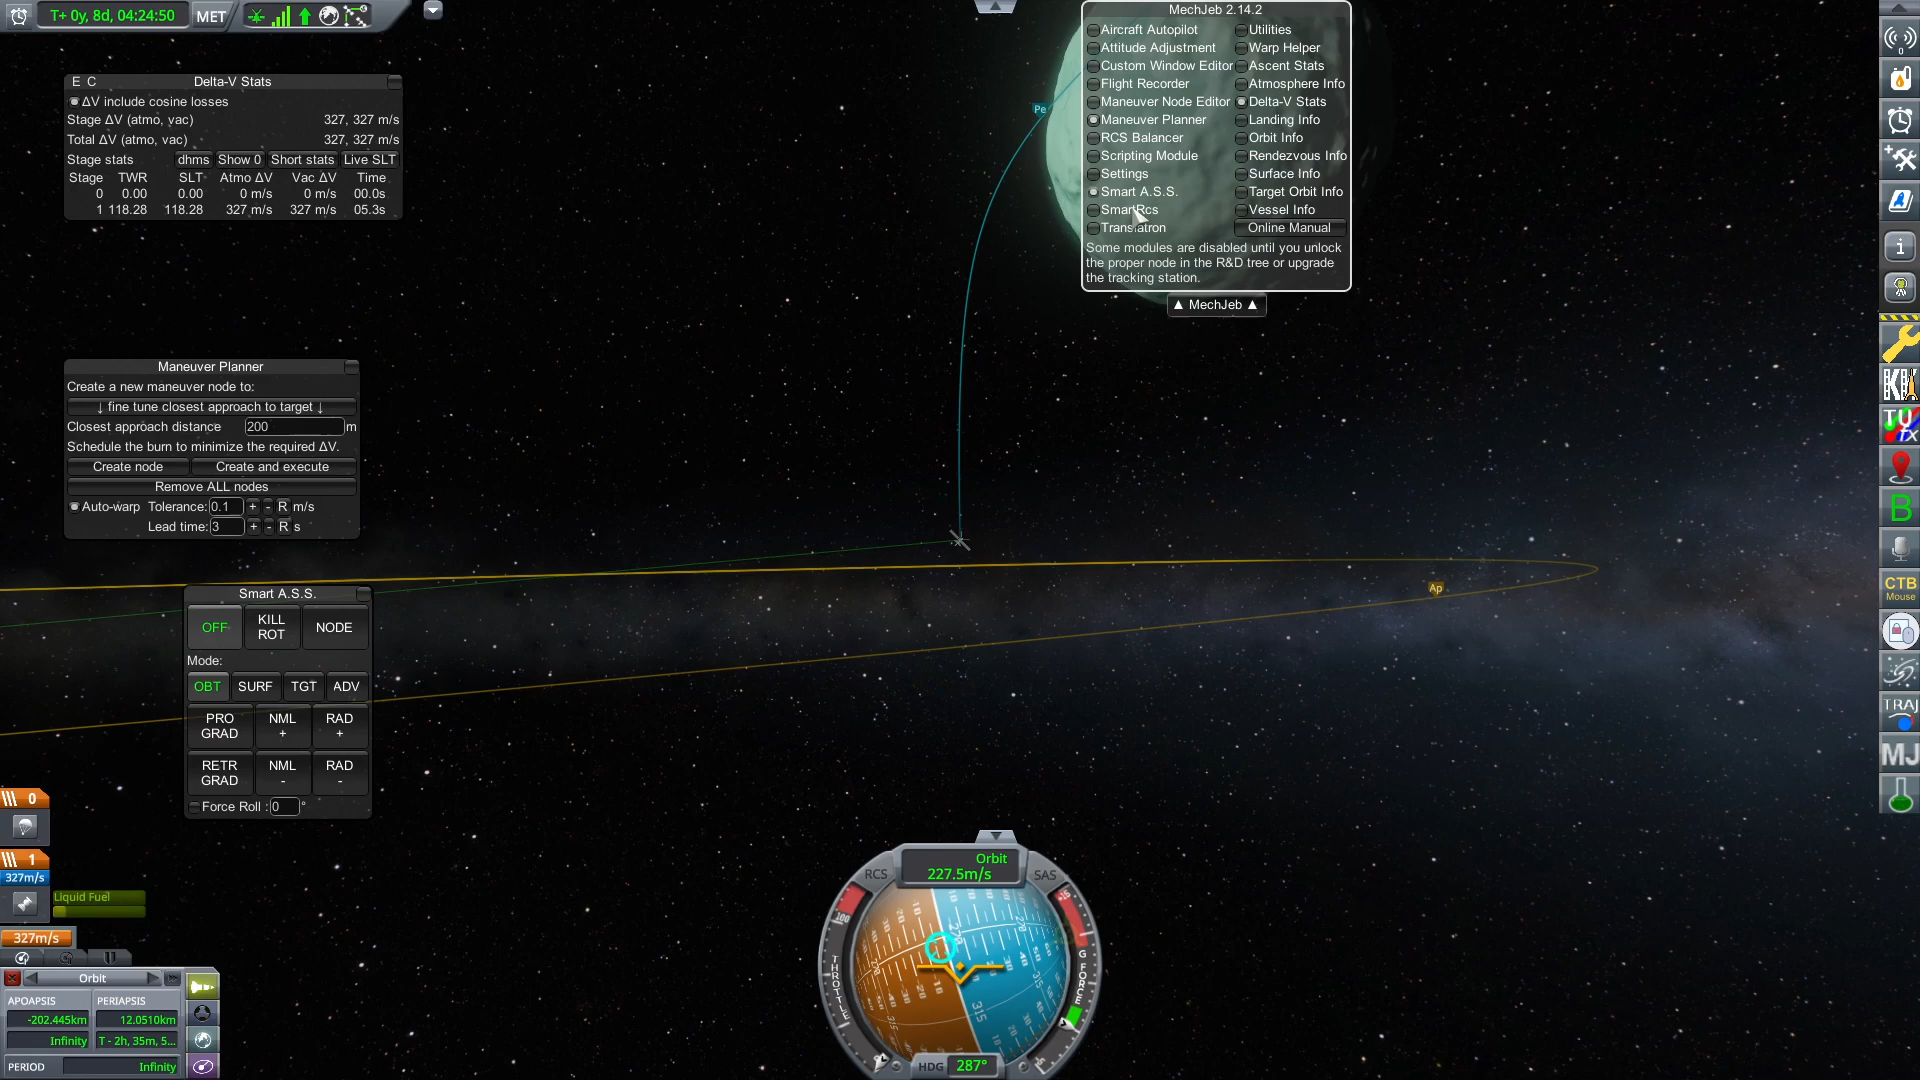 T+ 0y, 8d, 04:24:50 MET
E C Delta-V Stats
ΔV include cosine losses
Stage ΔV (atmo, vac) 327, 327 m/s
Total ΔV (atmo, vac) 327, 327 m/s
Stage stats dhms Show 0 Short stats Live SLT
Stage TWR SLT Atmo ΔV Vac ΔV Time
0 0.00 0.00 0 m/s 0 m/s 00.0s
1 118.28 118.28 327 m/s 327 m/s 05.3s
MechJeb 2.14.2
Aircraft Autopilot Utilities
Attitude Adjustment Warp Helper
Custom Window Editor Ascent Stats
Flight Recorder Atmosphere Info
Maneuver Node Editor Delta-V Stats
Maneuver Planner Landing Info
RCS Balancer Orbit Info
Scripting Module Rendezvous Info
Settings Surface Info
Smart A.S.S. Target Orbit Info
SmartRcs Vessel Info
Translatron Online Manual
Some modules are disabled until you unlock
the proper node in the R&D tree or upgrade
the tracking station.
▲ MechJeb ▲
Pe
Ap
Maneuver Planner
Create a new maneuver node to:
↓ fine tune closest approach to target ↓
Closest approach distance 200 m
Schedule the burn to minimize the required ΔV.
Create node Create and execute
Remove ALL nodes
Auto-warp Tolerance: 0.1 + - R m/s
Lead time: 3 + - R s
Smart A.S.S.
OFF KILL ROT NODE
Mode:
OBT SURF TGT ADV
PRO GRAD NML + RAD +
RETR GRAD NML - RAD -
Force Roll : 0 °
0
1
327m/s
Liquid Fuel
327m/s
Orbit
APOAPSIS PERIAPSIS
-202.445km 12.0510km
Infinity T - 2h, 35m, 5...
PERIOD Infinity
Orbit
227.5m/s
RCS SAS
THROTTLE
G FORCE
100
HDG 287°
0
i
KK
TU
fx
B
CTB
Mouse
TRAJ
MJ